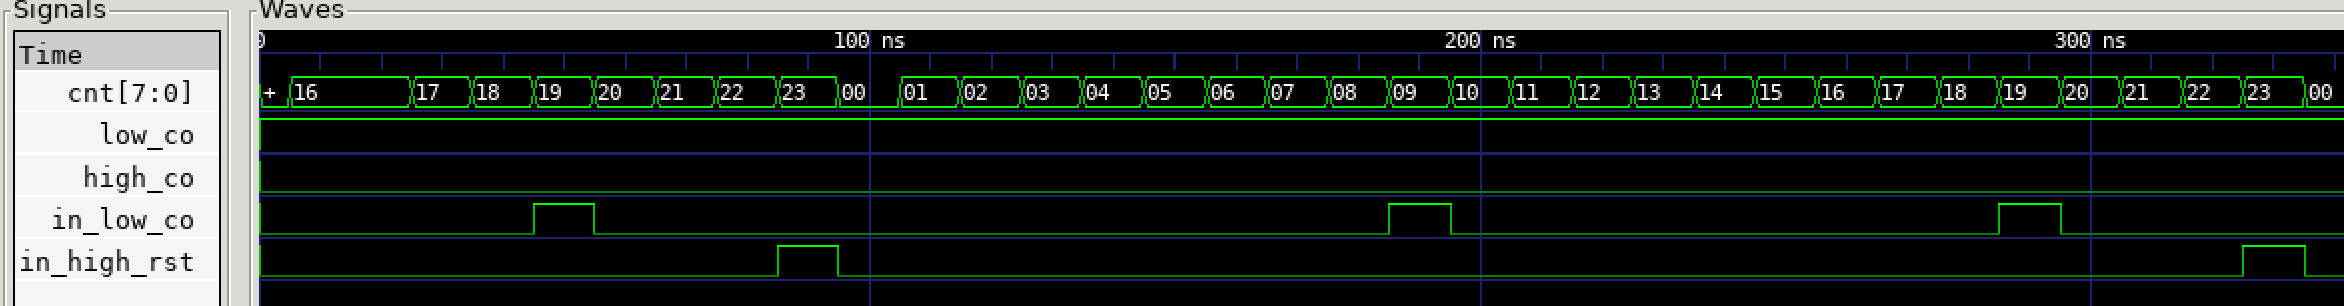 Signals Waves
Time 0 100 ns 200 ns 300 ns
cnt[7:0] + 16 17 18 19 20 21 22 23 00 01 02 03 04 05 06 07 08 09 10 11 12 13 14 15 16 17 18 19 20 21 22 23 00
low_co
high_co
in_low_co
in_high_rst